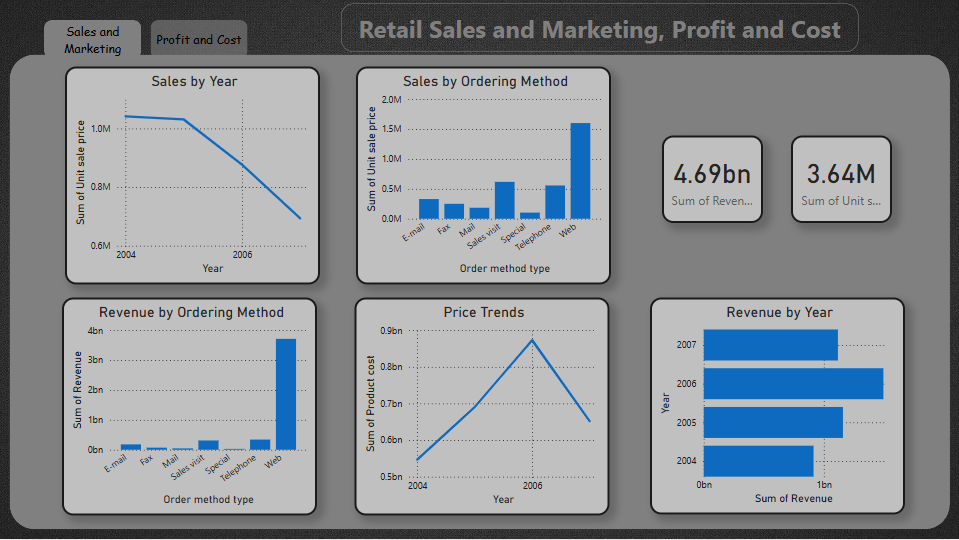 Sales and
Marketing
Profit and Cost
Retail Sales and Marketing, Profit and Cost
Sales by Year
Sum of Unit sale price
1.0M
0.8M
0.6M
2004
2006
Year
Sales by Ordering Method
Sum of Unit sale price
2.0M
1.5M
1.0M
0.5M
0.0M
E-mail
Fax
Mail
Sales visit
Special
Telephone
Web
Order method type
4.69bn
Sum of Reven...
3.64M
Sum of Unit s...
Revenue by Ordering Method
Sum of Revenue
4bn
3bn
2bn
1bn
0bn
E-mail
Fax
Mail
Sales visit
Special
Telephone
Web
Order method type
Price Trends
Sum of Product cost
0.9bn
0.8bn
0.7bn
0.6bn
0.5bn
2004
2006
Year
Revenue by Year
Year
2007
2006
2005
2004
0bn
1bn
Sum of Revenue